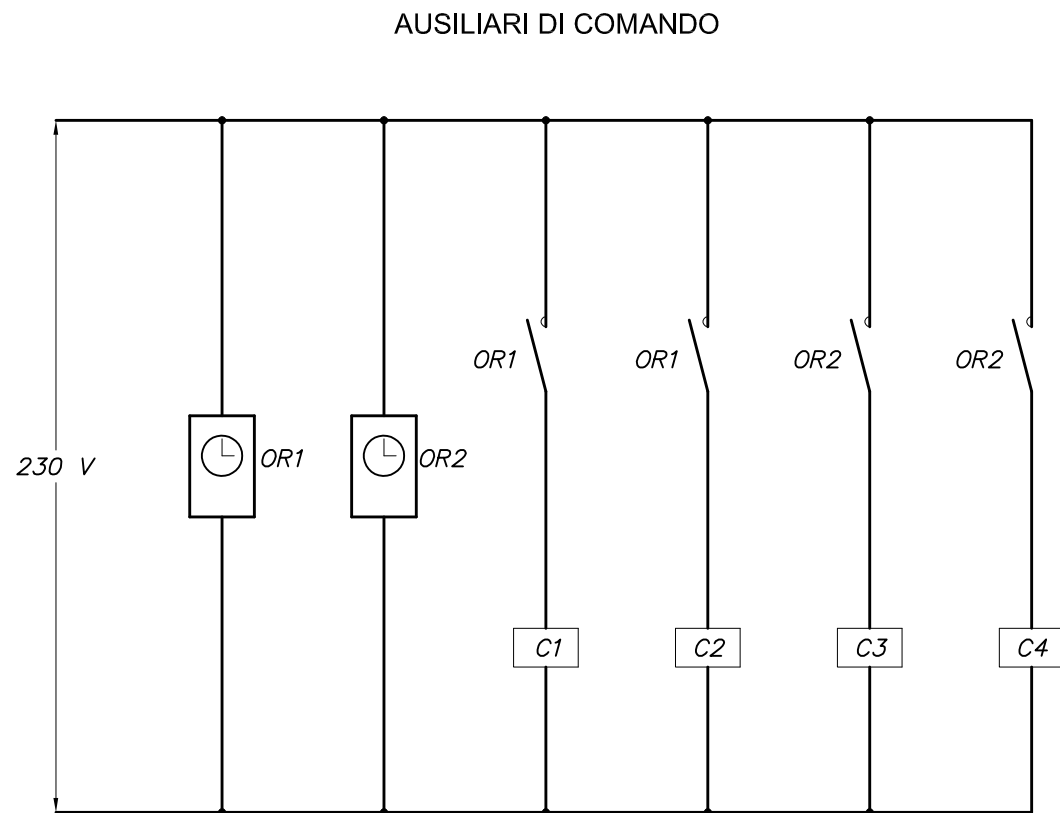 AUSILIARI DI COMANDO
OR1 OR1 OR2 OR2
230 V OR1 OR2
C1 C2 C3 C4